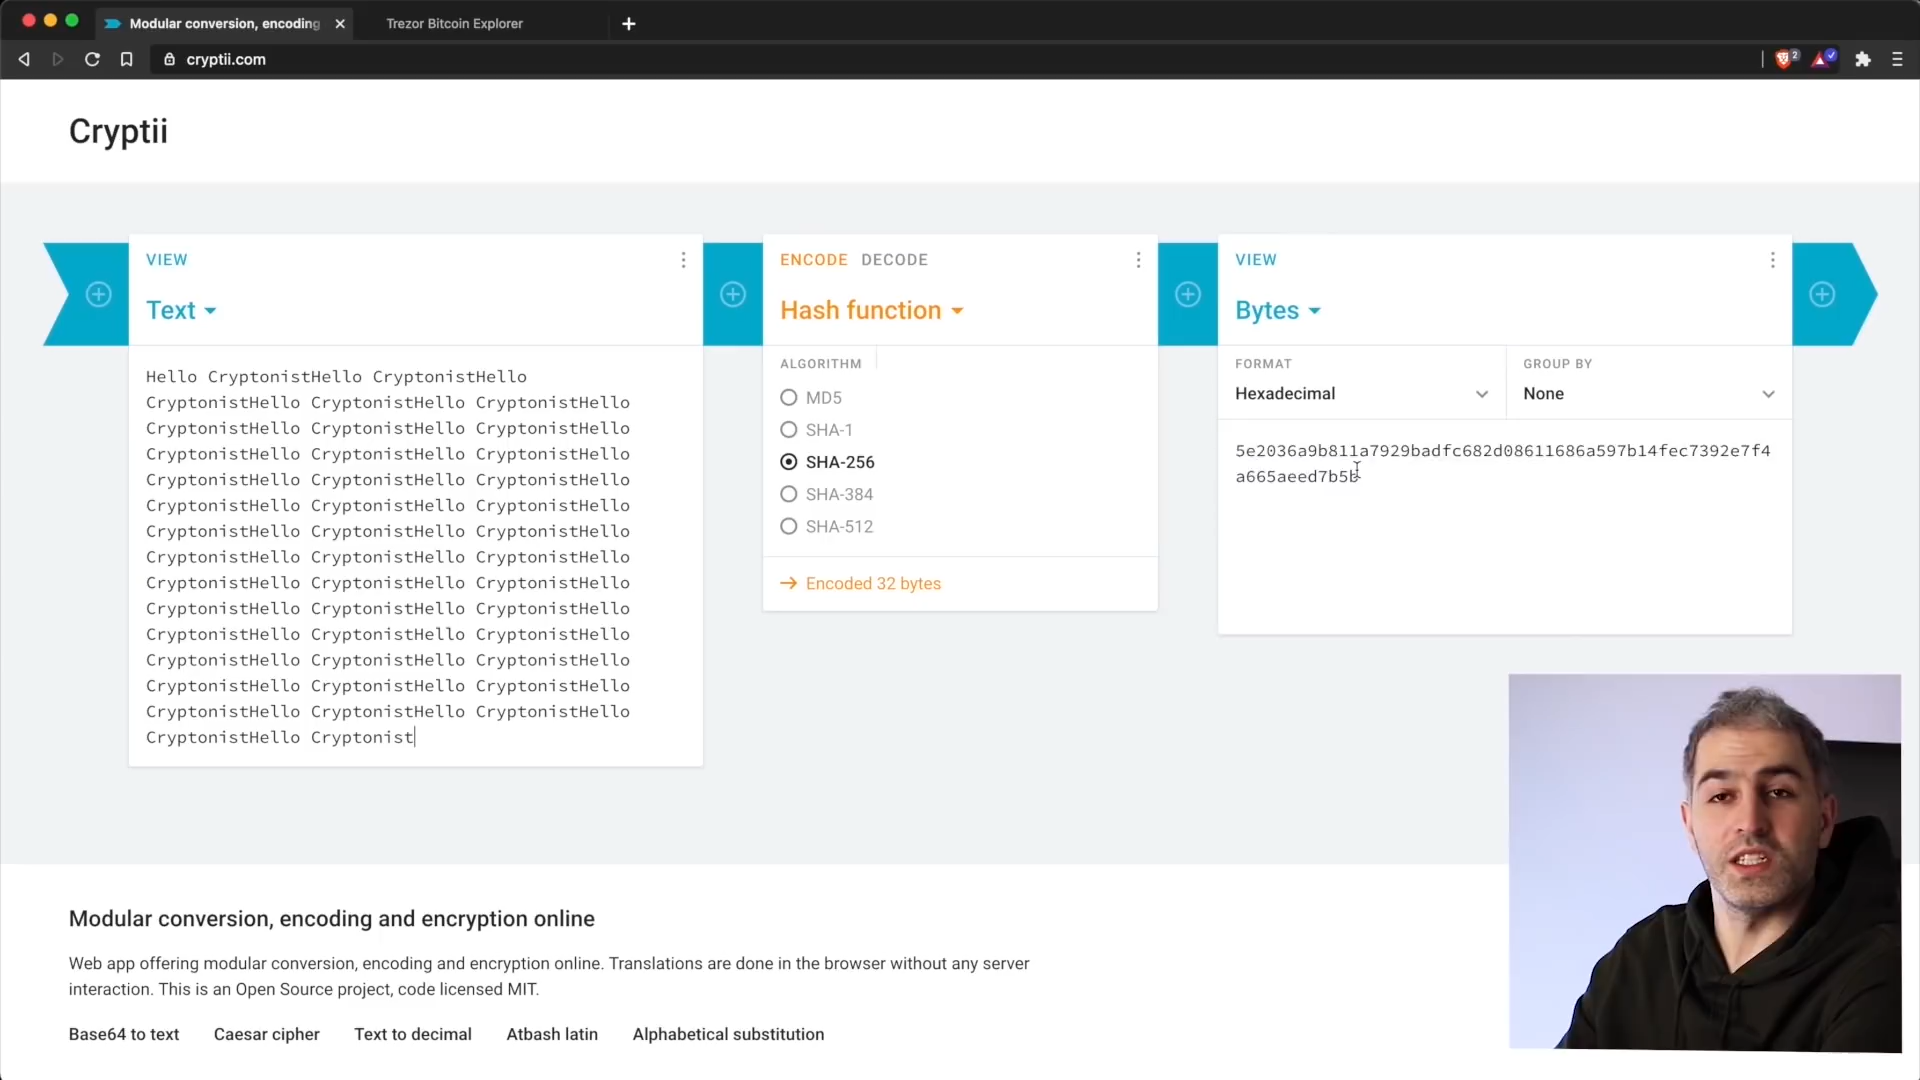 Modular conversion, encoding
Trezor Bitcoin Explorer
cryptii.com
2
Cryptii
VIEW
Text
Hello CryptonistHello CryptonistHello
CryptonistHello CryptonistHello CryptonistHello
CryptonistHello CryptonistHello CryptonistHello
CryptonistHello CryptonistHello CryptonistHello
CryptonistHello CryptonistHello CryptonistHello
CryptonistHello CryptonistHello CryptonistHello
CryptonistHello CryptonistHello CryptonistHello
CryptonistHello CryptonistHello CryptonistHello
CryptonistHello CryptonistHello CryptonistHello
CryptonistHello CryptonistHello CryptonistHello
CryptonistHello CryptonistHello CryptonistHello
CryptonistHello CryptonistHello CryptonistHello
CryptonistHello CryptonistHello CryptonistHello
CryptonistHello CryptonistHello CryptonistHello
CryptonistHello Cryptonist
ENCODE DECODE
Hash function
ALGORITHM
MD5
SHA-1
SHA-256
SHA-384
SHA-512
→ Encoded 32 bytes
VIEW
Bytes
FORMAT
Hexadecimal
GROUP BY
None
5e2036a9b811a7929badfc682d08611686a597b14fec7392e7f4
a665aeed7b5b
Modular conversion, encoding and encryption online
Web app offering modular conversion, encoding and encryption online. Translations are done in the browser without any server
interaction. This is an Open Source project, code licensed MIT.
Base64 to text Caesar cipher Text to decimal Atbash latin Alphabetical substitution